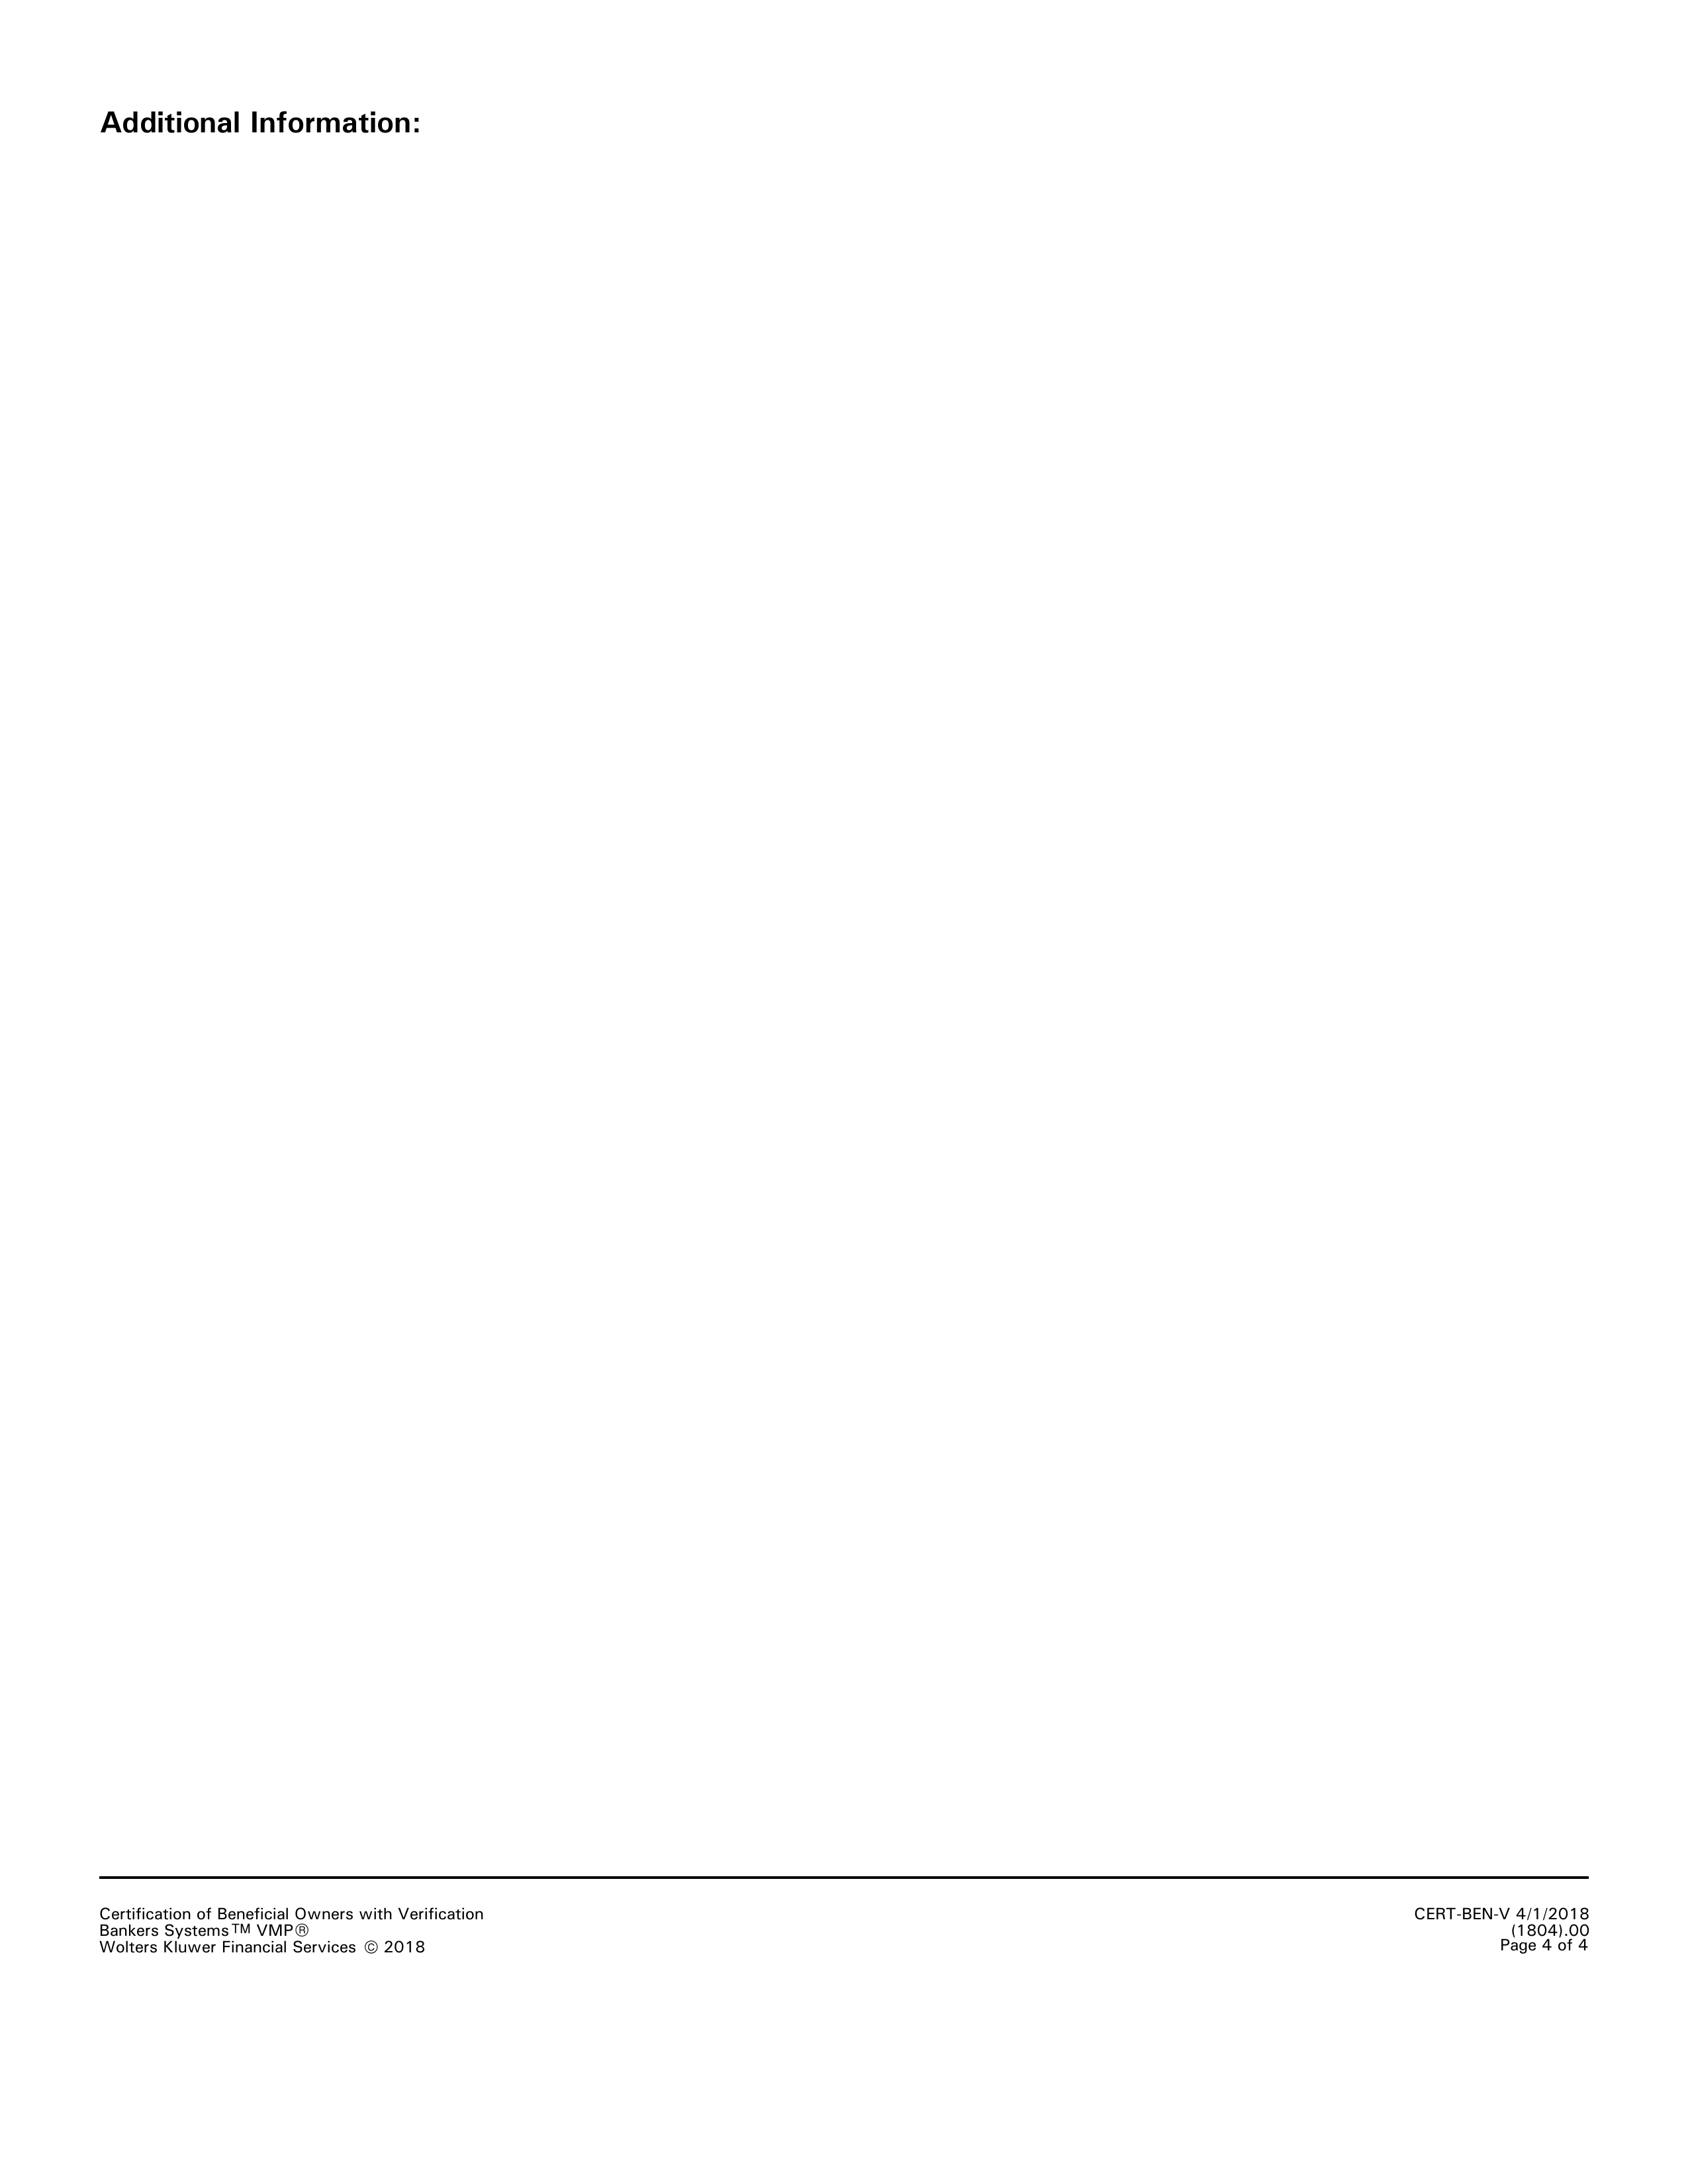 Additional Information:
Certification of Beneficial Owners with Verification
Bankers Systems™ VMP®
Wolters Kluwer Financial Services © 2018
CERT-BEN-V 4/1/2018
(1804).00
Page 4 of 4